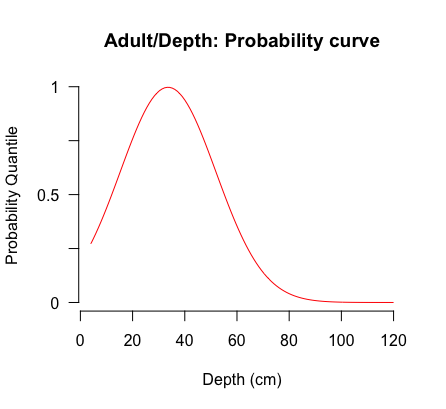 Adult/Depth: Probability curve
1
0.5
0
Probability Quantile
0 20 40 60 80 100 120
Depth (cm)